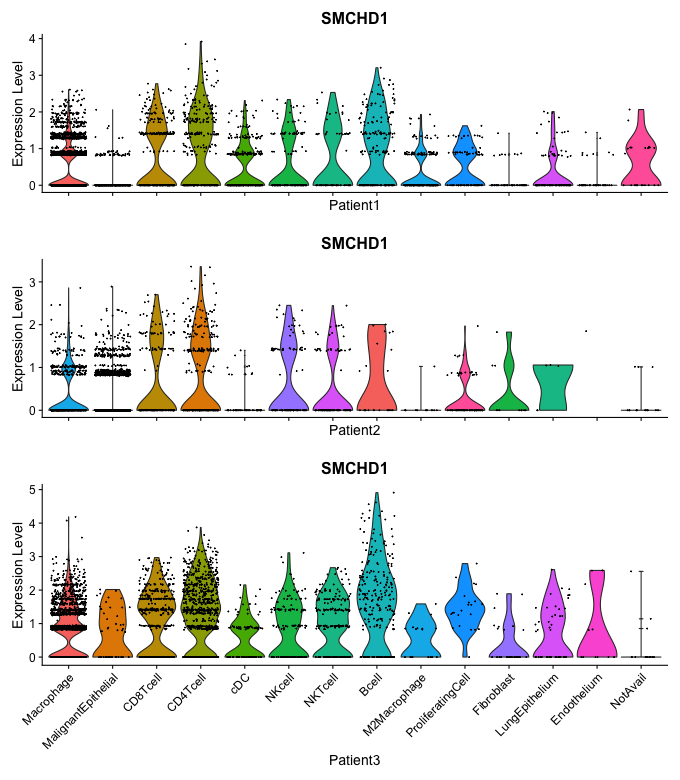 SMCHD1
Expression Level
4
3
2
1
0
Patient1
SMCHD1
Expression Level
3
2
1
0
Patient2
SMCHD1
Expression Level
5
4
3
2
1
0
Macrophage
MalignantEpithelial
CD8Tcell
CD4Tcell
cDC
NKcell
NKTcell
Bcell
M2Macrophage
ProliferatingCell
Fibroblast
LungEpithelium
Endothelium
NotAvail
Patient3